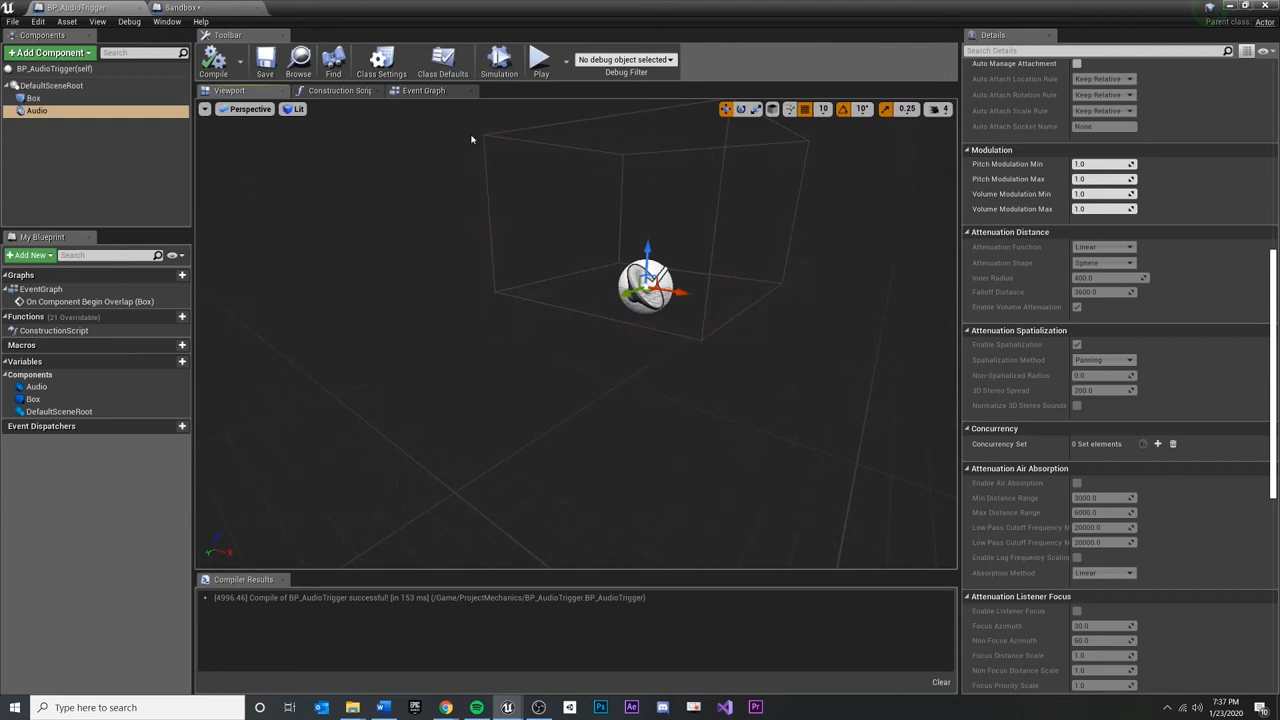 BP_AudioTrigger
Sandbox*
File Edit Asset View Debug Window Help
Parent class: Actor
Components
+Add Component
Search
BP_AudioTrigger(self)
DefaultSceneRoot
Box
Audio
My Blueprint
+Add New
Search
Graphs
EventGraph
On Component Begin Overlap (Box)
Functions (21 Overridable)
ConstructionScript
Macros
Variables
Components
Audio
Box
DefaultSceneRoot
Event Dispatchers
Toolbar
Compile Save Browse Find Class Settings Class Defaults Simulation Play
No debug object selected
Debug Filter
Viewport
Construction Scrip
Event Graph
Perspective Lit
10 10° 0.25 4
Z
X
Compiler Results
[4996.46] Compile of BP_AudioTrigger successful! [in 153 ms] (/Game/ProjectMechanics/BP_AudioTrigger.BP_AudioTrigger)
Clear
Details
Search Details
Auto Manage Attachment
Auto Attach Location Rule Keep Relative
Auto Attach Rotation Rule Keep Relative
Auto Attach Scale Rule Keep Relative
Auto Attach Socket Name None
Modulation
Pitch Modulation Min 1.0
Pitch Modulation Max 1.0
Volume Modulation Min 1.0
Volume Modulation Max 1.0
Attenuation Distance
Attenuation Function Linear
Attenuation Shape Sphere
Inner Radius 400.0
Falloff Distance 3600.0
Enable Volume Attenuation
Attenuation Spatialization
Enable Spatialization
Spatialization Method Panning
Non-Spatialized Radius 0.0
3D Stereo Spread 200.0
Normalize 3D Stereo Sounds
Concurrency
Concurrency Set 0 Set elements
Attenuation Air Absorption
Enable Air Absorption
Min Distance Range 3000.0
Max Distance Range 6000.0
Low Pass Cutoff Frequency M 20000.0
Low Pass Cutoff Frequency M 20000.0
Enable Log Frequency Scaling
Absorption Method Linear
Attenuation Listener Focus
Enable Listener Focus
Focus Azimuth 30.0
Non Focus Azimuth 60.0
Focus Distance Scale 1.0
Non Focus Distance Scale 1.0
Focus Priority Scale 1.0
Type here to search
Ps Ae Pr
7:37 PM
1/23/2020